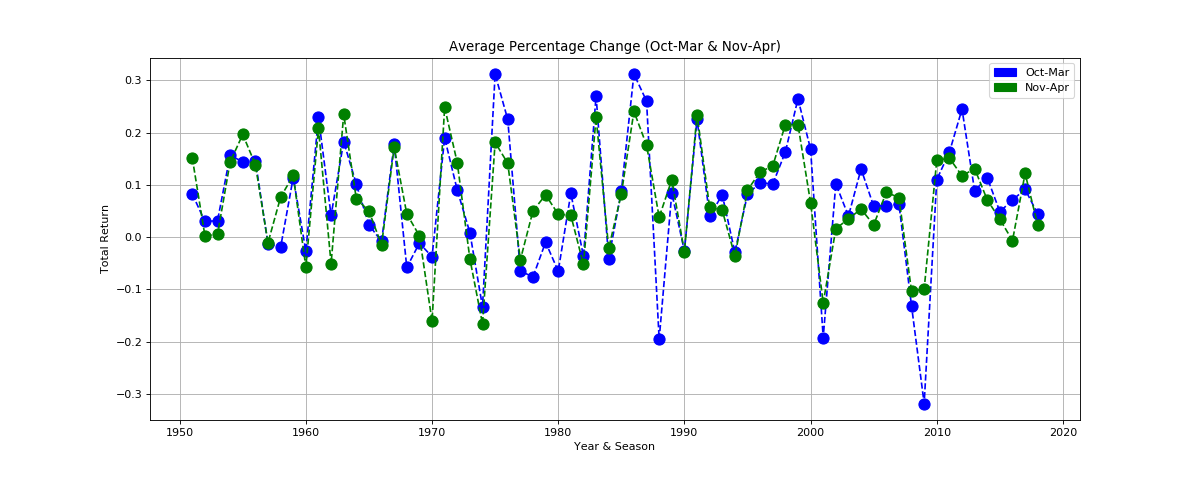 Average Percentage Change (Oct-Mar & Nov-Apr)
Oct-Mar
Nov-Apr
Total Return
0.3
0.2
0.1
0.0
−0.1
−0.2
−0.3
1950 1960 1970 1980 1990 2000 2010 2020
Year & Season